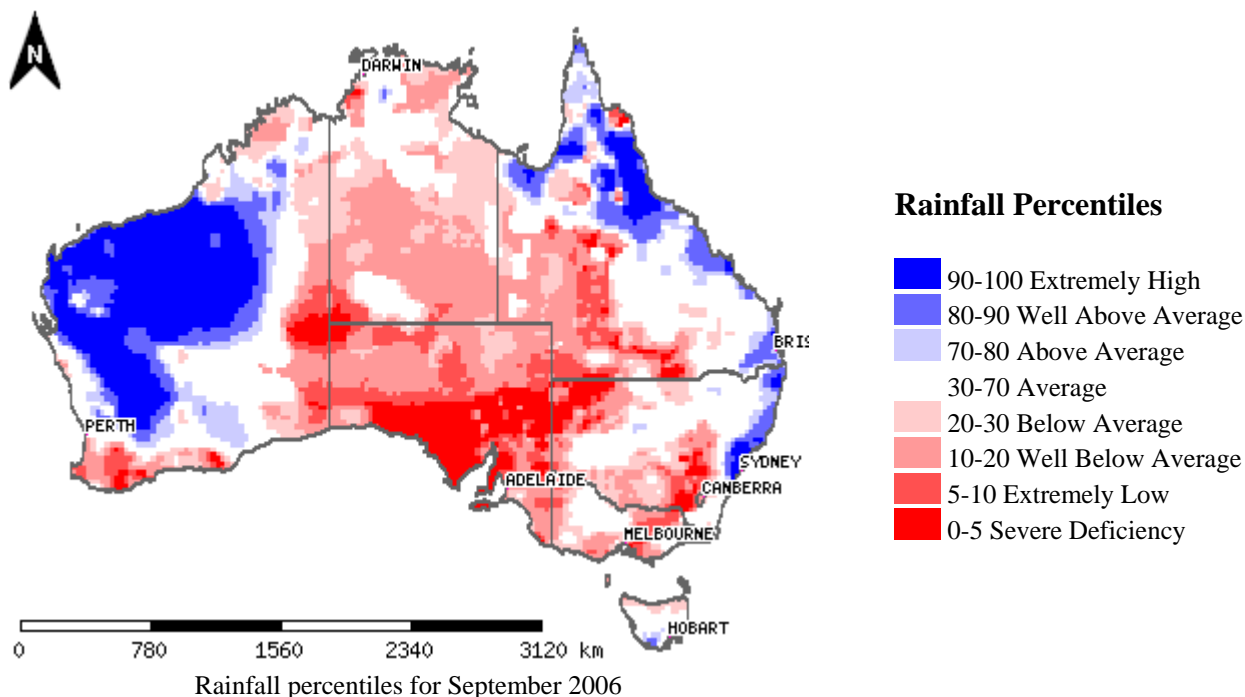 N
DARWIN
BRIS
PERTH
SYDNEY
ADELAIDE
CANBERRA
MELBOURNE
HOBART
0 780 1560 2340 3120 km
Rainfall percentiles for September 2006
Rainfall Percentiles
90-100 Extremely High
80-90 Well Above Average
70-80 Above Average
30-70 Average
20-30 Below Average
10-20 Well Below Average
5-10 Extremely Low
0-5 Severe Deficiency